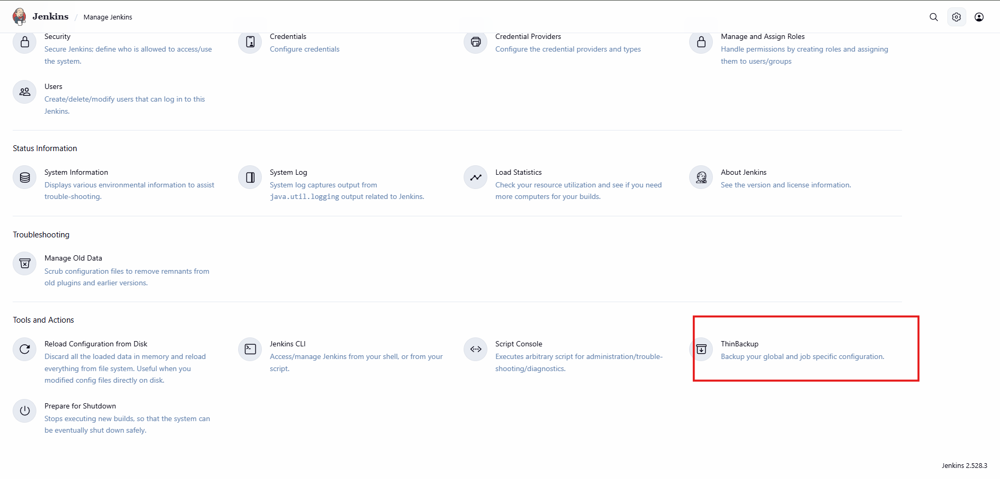 Jenkins / Manage Jenkins
Security
Secure Jenkins; define who is allowed to access/use
the system.
Credentials
Configure credentials
Credential Providers
Configure the credential providers and types
Manage and Assign Roles
Handle permissions by creating roles and assigning
them to users/groups
Users
Create/delete/modify users that can log in to this
Jenkins.
Status Information
System Information
Displays various environmental information to assist
trouble-shooting.
System Log
System log captures output from
java.util.logging output related to Jenkins.
Load Statistics
Check your resource utilization and see if you need
more computers for your builds.
About Jenkins
See the version and license information.
Troubleshooting
Manage Old Data
Scrub configuration files to remove remnants from
old plugins and earlier versions.
Tools and Actions
Reload Configuration from Disk
Discard all the loaded data in memory and reload
everything from file system. Useful when you
modified config files directly on disk.
Jenkins CLI
Access/manage Jenkins from your shell, or from your
script.
Script Console
Executes arbitrary script for administration/trouble-
shooting/diagnostics.
ThinBackup
Backup your global and job specific configuration.
Prepare for Shutdown
Stops executing new builds, so that the system can
be eventually shut down safely.
Jenkins 2.528.3